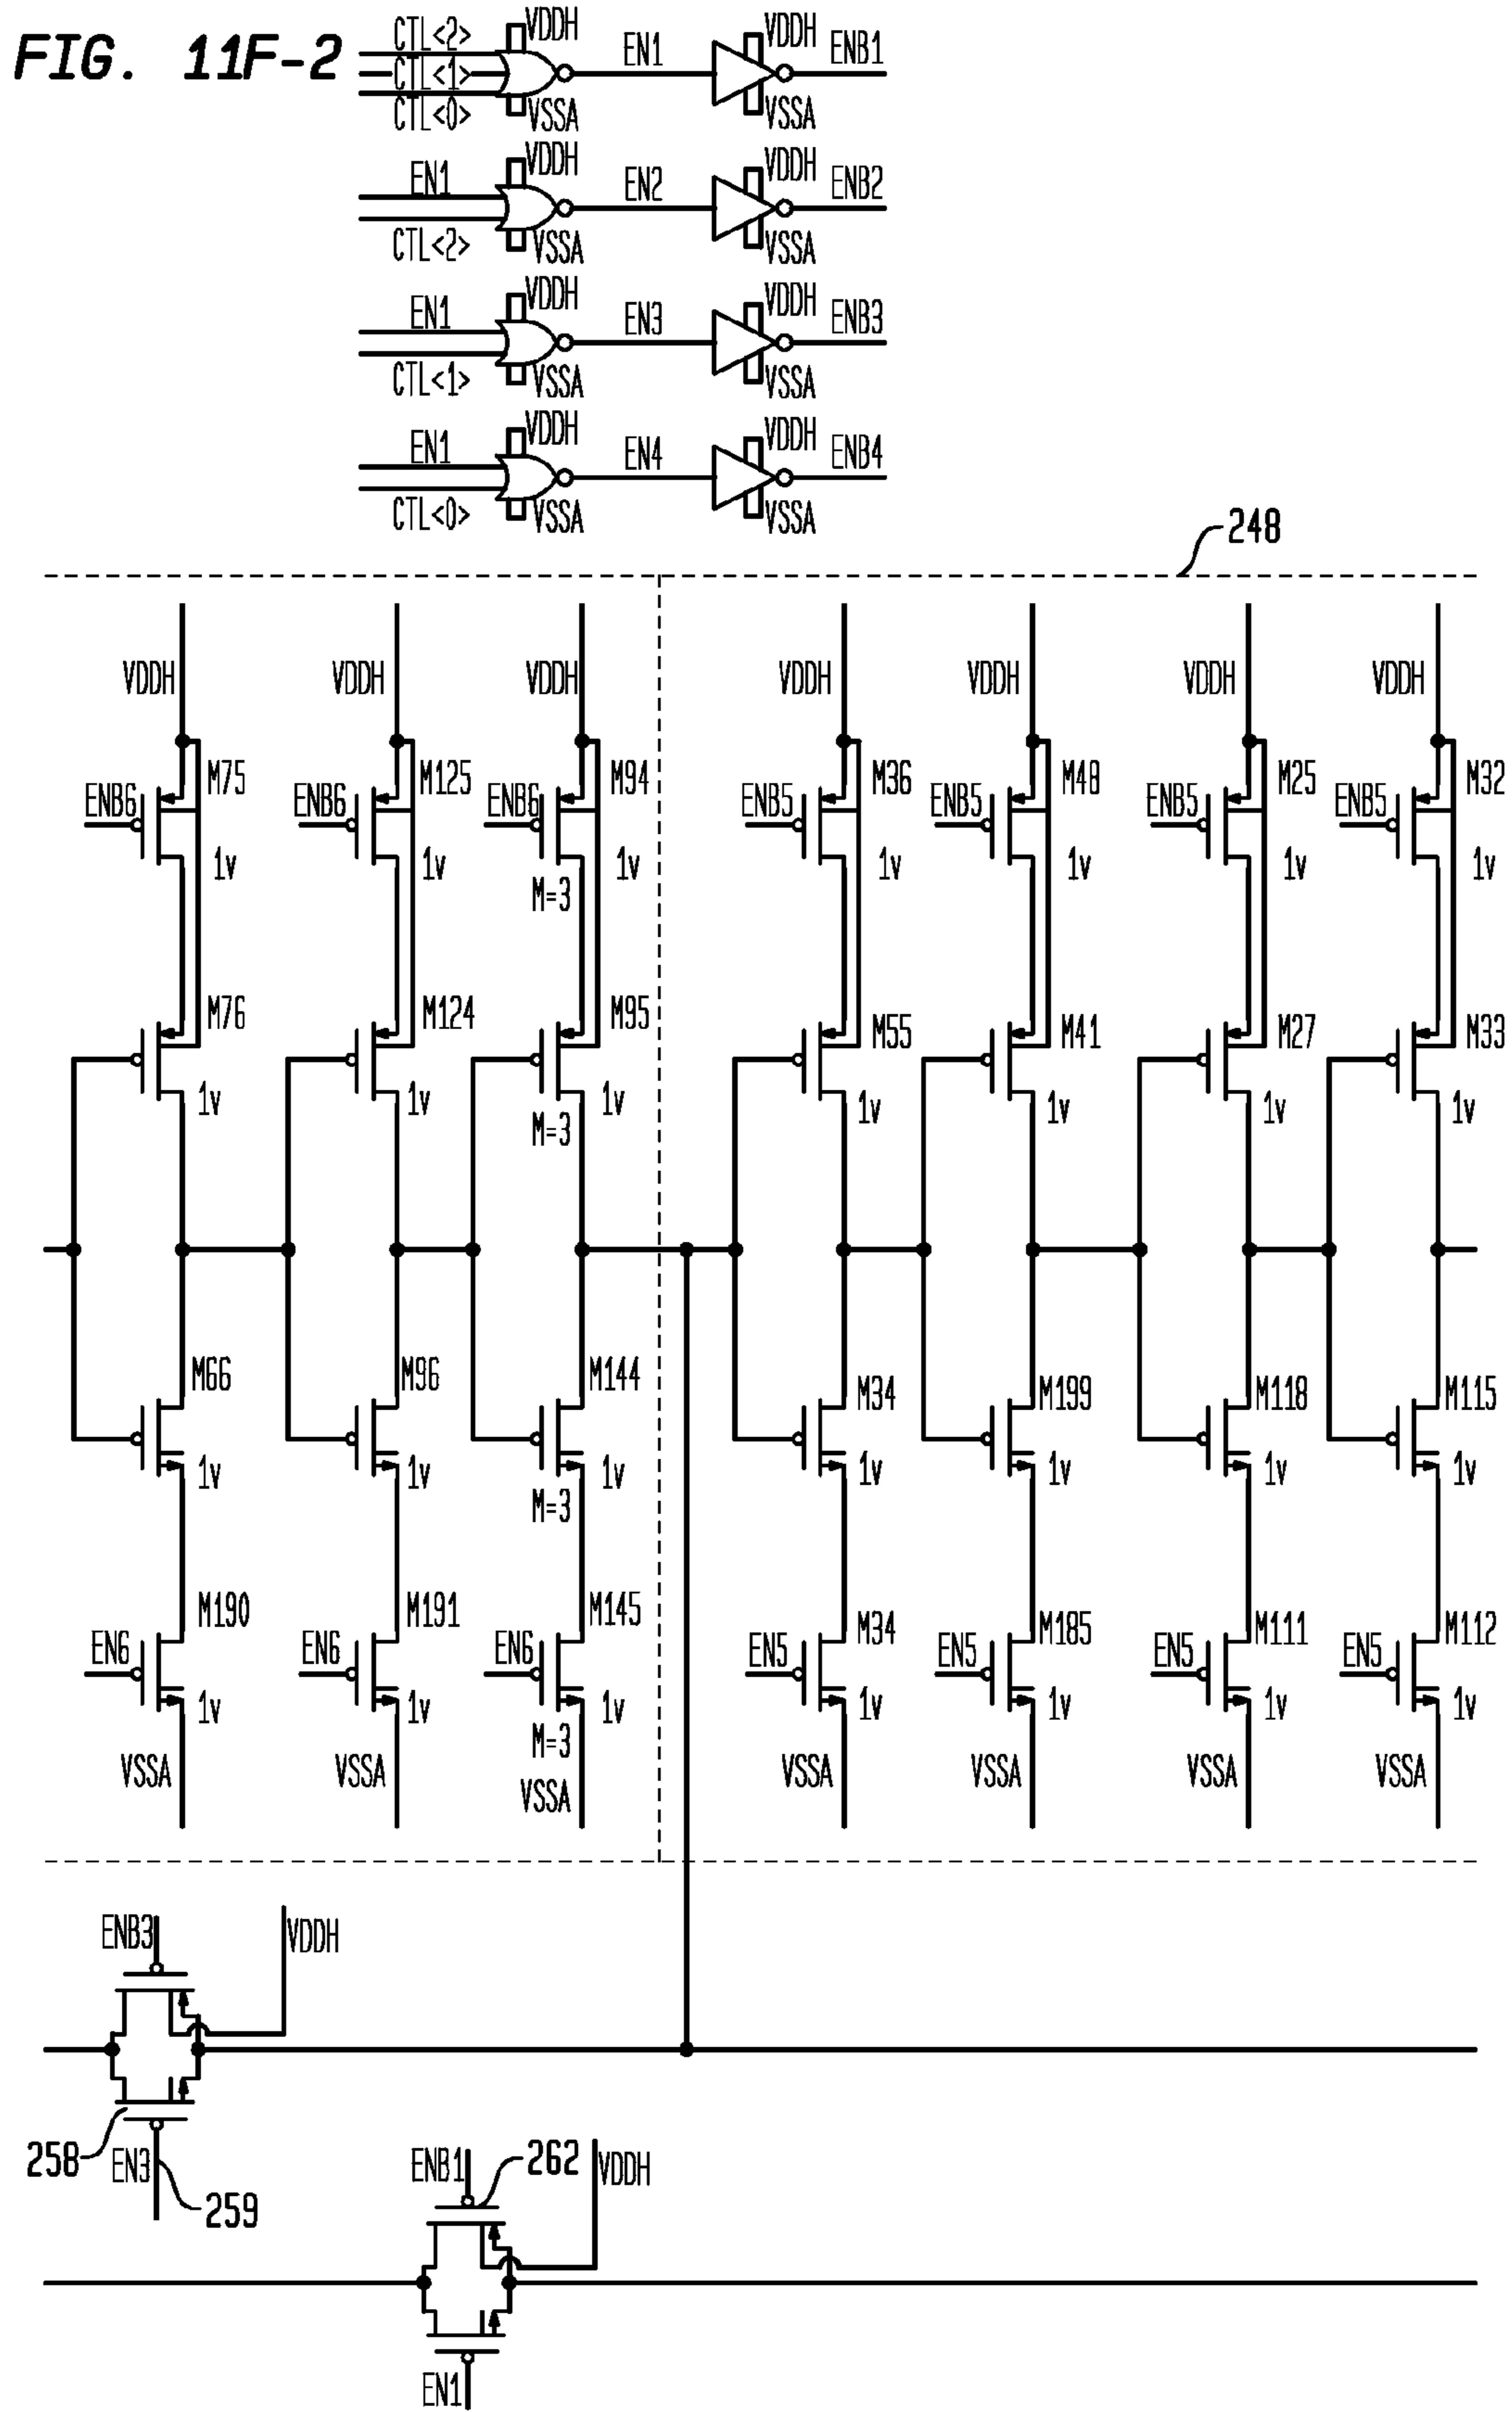 FIG. 11F-2
CTL<2> VDDH EN1 VDDH ENB1
CTL<1>
CTL<0> VSSA VSSA
EN1 VDDH EN2 VDDH ENB2
CTL<2> VSSA VSSA
EN1 VDDH EN3 VDDH ENB3
CTL<1> VSSA VSSA
EN1 VDDH EN4 VDDH ENB4
CTL<0> VSSA VSSA
248
VDDH VDDH VDDH VDDH VDDH VDDH VDDH
M75 M125 M94 M36 M48 M25 M32
ENB6 ENB6 ENB6 ENB5 ENB5 ENB5 ENB5
1v 1v 1v 1v 1v 1v 1v
M=3
M76 M124 M95 M55 M41 M27 M33
1v 1v 1v 1v 1v 1v 1v
M=3
M66 M96 M144 M34 M199 M118 M115
1v 1v 1v 1v 1v 1v 1v
M=3
M190 M191 M145 M34 M185 M111 M112
EN6 EN6 EN6 EN5 EN5 EN5 EN5
1v 1v 1v 1v 1v 1v 1v
M=3
VSSA VSSA VSSA VSSA VSSA VSSA VSSA
ENB3 VDDH
258 EN3 259
ENB1 262 VDDH
EN1